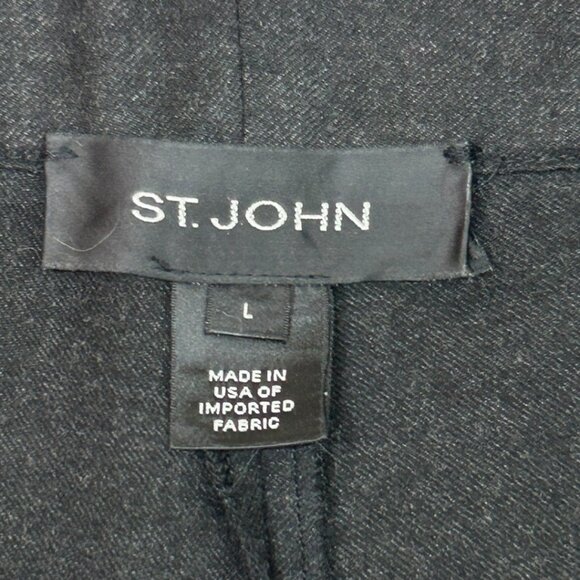 ST. JOHN
L
MADE IN
USA OF
IMPORTED
FABRIC